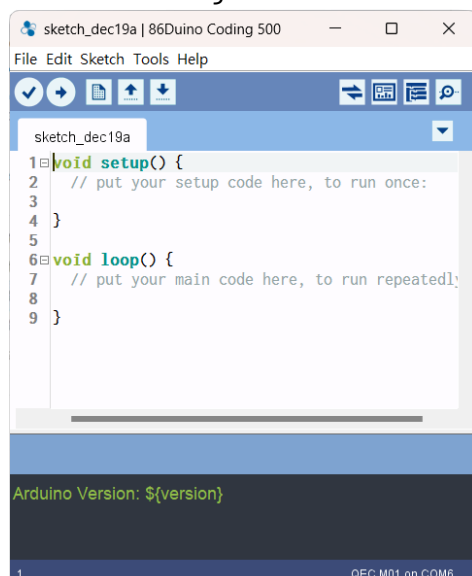 sketch_dec19a | 86Duino Coding 500
File Edit Sketch Tools Help
sketch_dec19a
1 void setup() {
2 // put your setup code here, to run once:
3
4 }
5
6 void loop() {
7 // put your main code here, to run repeatedly
8
9 }
Arduino Version: ${version}
1 QEC M01 on COM6